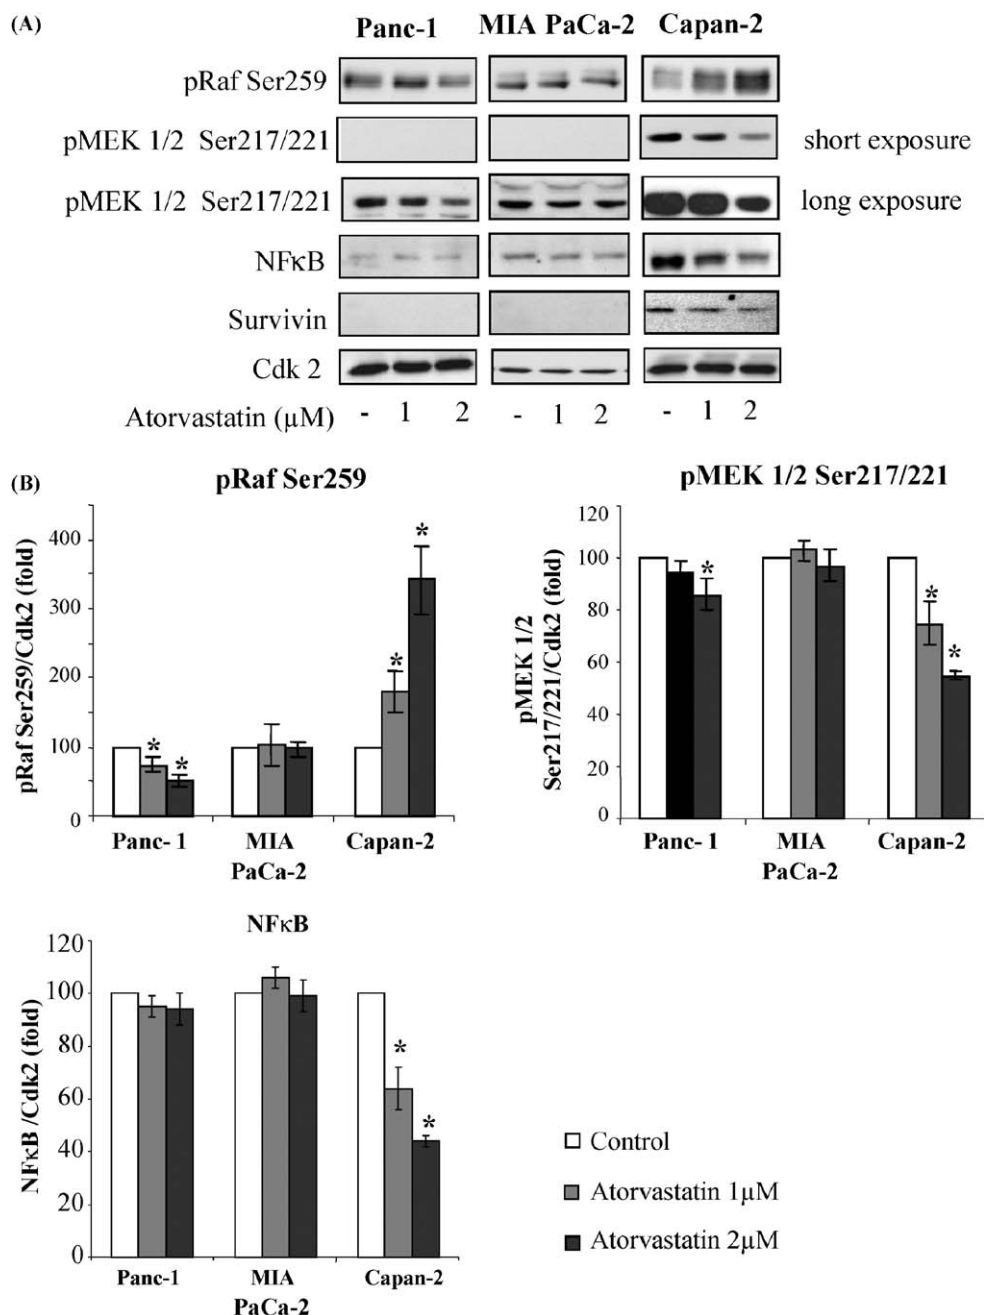 (A)
Panc-1 MIA PaCa-2 Capan-2
pRaf Ser259
pMEK 1/2 Ser217/221 short exposure
pMEK 1/2 Ser217/221 long exposure
NFκB
Survivin
Cdk 2
Atorvastatin (µM) - 1 2 - 1 2 - 1 2
(B)
pRaf Ser259
pRaf Ser259/Cdk2 (fold)
400
300
200
100
0
* * * *
Panc- 1 MIA Capan-2
PaCa-2
pMEK 1/2 Ser217/221
pMEK 1/2
Ser217/221/Cdk2 (fold)
120
100
80
60
40
20
0
* * *
Panc- 1 MIA Capan-2
PaCa-2
NFκB
NFκB /Cdk2 (fold)
120
100
80
60
40
20
0
* *
Panc-1 MIA Capan-2
PaCa-2
Control
Atorvastatin 1µM
Atorvastatin 2µM